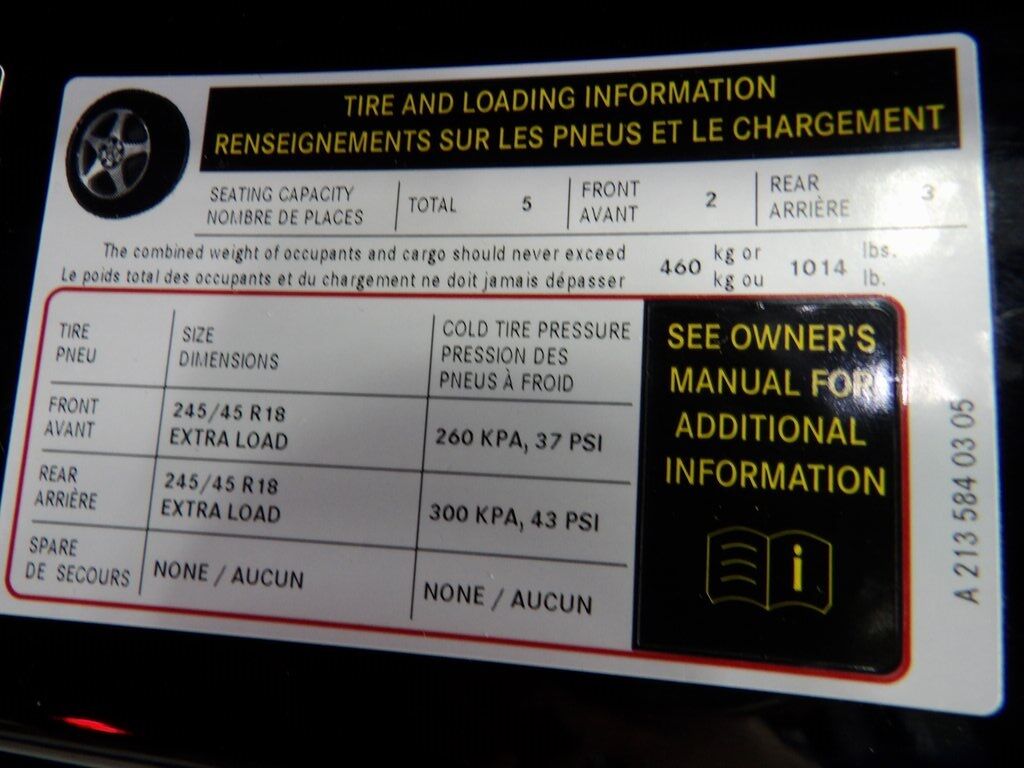 TIRE AND LOADING INFORMATION
RENSEIGNEMENTS SUR LES PNEUS ET LE CHARGEMENT
SEATING CAPACITY
NOMBRE DE PLACES
TOTAL 5
FRONT
AVANT
2
REAR
ARRIÈRE
3
The combined weight of occupants and cargo should never exceed
Le poids total des occupants et du chargement ne doit jamais dépasser
460
kg or
kg ou
1014
lbs.
lb.
TIRE
PNEU
SIZE
DIMENSIONS
COLD TIRE PRESSURE
PRESSION DES
PNEUS À FROID
FRONT
AVANT
245/45 R18
EXTRA LOAD
260 KPA, 37 PSI
REAR
ARRIÈRE
245/45 R18
EXTRA LOAD
300 KPA, 43 PSI
SPARE
DE SECOURS
NONE / AUCUN
NONE / AUCUN
SEE OWNER'S
MANUAL FOR
ADDITIONAL
INFORMATION
i
A 213 584 03 05